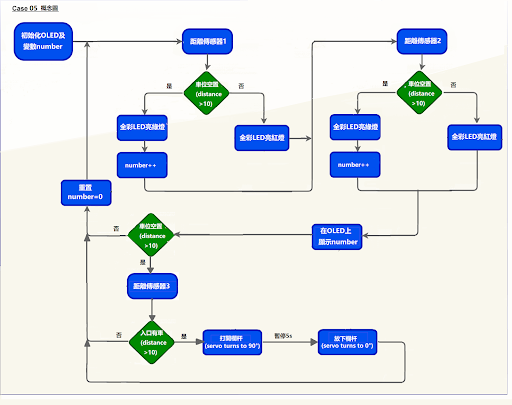 Case 05 概念圖
初始化OLED及
變數number
距離傳感器1
車位空置
(distance
>10)
是
否
全彩LED亮綠燈
全彩LED亮紅燈
number++
距離傳感器2
車位空置
(distance
>10)
是
否
全彩LED亮綠燈
全彩LED亮紅燈
number++
重置
number=0
在OLED上
顯示number
車位空置
(distance
>10)
否
是
距離傳感器3
入口有車
(distance
>10)
否
是
打開欄杆
(servo turns to 90°)
暫停5s
放下欄杆
(servo turns to 0°)